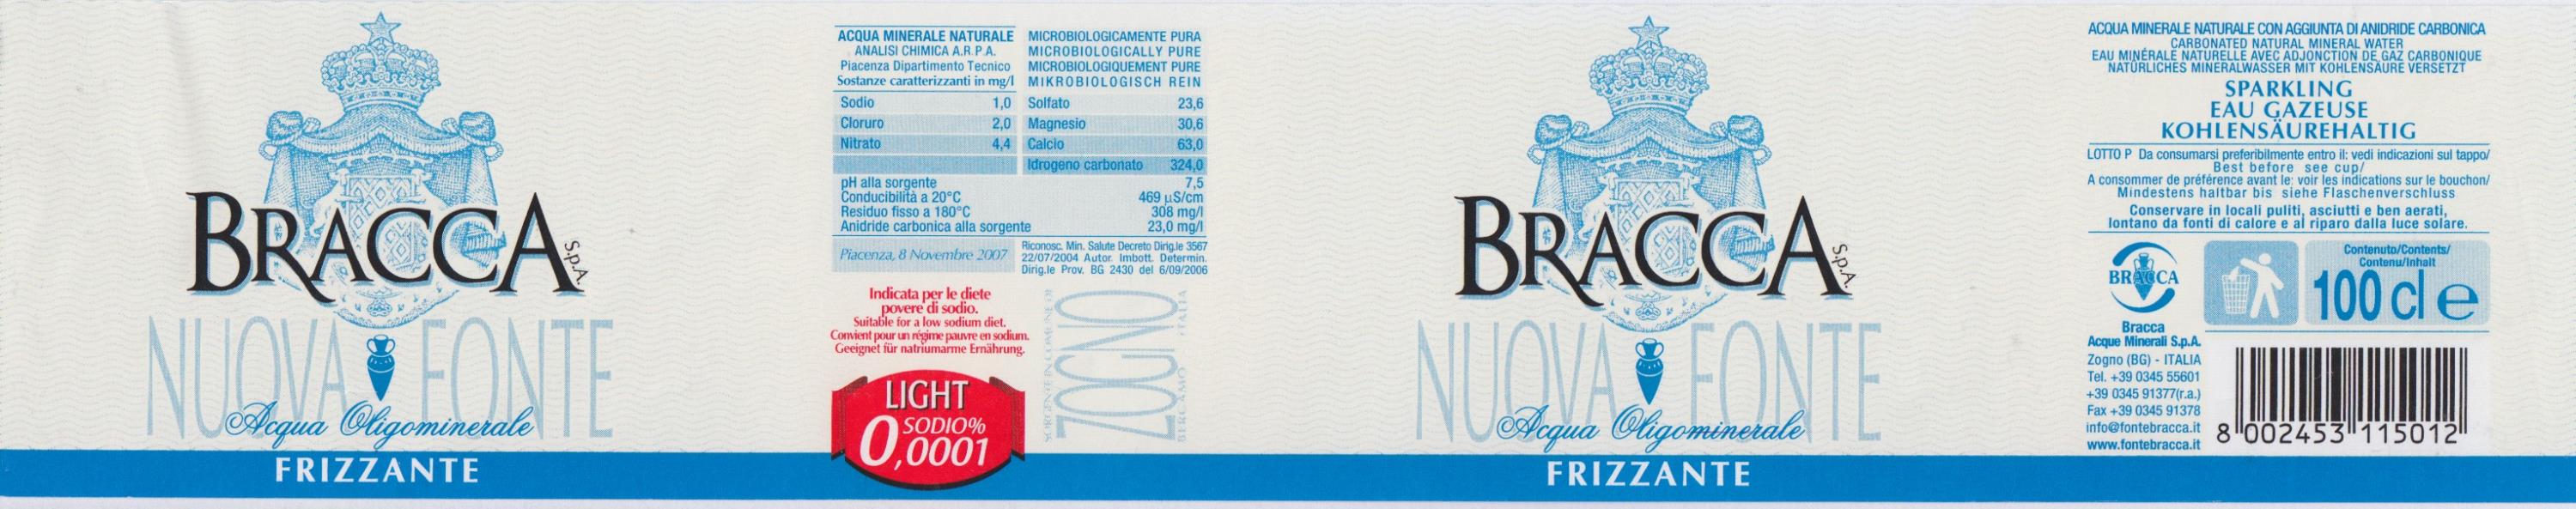 BRACCA S.p.A.
NUOVA FONTE
Acqua Oligominerale
FRIZZANTE
ACQUA MINERALE NATURALE
ANALISI CHIMICA A.R.P.A.
Piacenza Dipartimento Tecnico
Sostanze caratterizzanti in mg/l
MICROBIOLOGICAMENTE PURA
MICROBIOLOGICALLY PURE
MICROBIOLOGIQUEMENT PURE
MIKROBIOLOGISCH REIN
Sodio 1,0 Solfato 23,6
Cloruro 2,0 Magnesio 30,6
Nitrato 4,4 Calcio 63,0
Idrogeno carbonato 324,0
pH alla sorgente 7,5
Conducibilità a 20°C 469 µS/cm
Residuo fisso a 180°C 308 mg/l
Anidride carbonica alla sorgente 23,0 mg/l
Piacenza, 8 Novembre 2007
Riconosc. Min. Salute Decreto Dirig.le 3567
22/07/2004 Autor. Imbott. Determin.
Dirig.le Prov. BG 2430 del 6/09/2006
Indicata per le diete
povere di sodio.
Suitable for a low sodium diet.
Convient pour un régime pauvre en sodium.
Geeignet für natriumarme Ernährung.
LIGHT
SODIO%
0,0001
SORGENTE IN COMUNE DI
ZOGNO
BERGAMO - ITALIA
BRACCA S.p.A.
NUOVA FONTE
Acqua Oligominerale
FRIZZANTE
ACQUA MINERALE NATURALE CON AGGIUNTA DI ANIDRIDE CARBONICA
CARBONATED NATURAL MINERAL WATER
EAU MINÉRALE NATURELLE AVEC ADJONCTION DE GAZ CARBONIQUE
NATÜRLICHES MINERALWASSER MIT KOHLENSÄURE VERSETZT
SPARKLING
EAU GAZEUSE
KOHLENSÄUREHALTIG
LOTTO P Da consumarsi preferibilmente entro il: vedi indicazioni sul tappo/
Best before see cup/
A consommer de préférence avant le: voir les indications sur le bouchon/
Mindestens haltbar bis siehe Flaschenverschluss
Conservare in locali puliti, asciutti e ben aerati,
lontano da fonti di calore e al riparo dalla luce solare.
BRACCA
Contenuto/Contents/
Contenu/Inhalt
100 cl e
Bracca
Acque Minerali S.p.A.
Zogno (BG) - ITALIA
Tel. +39 0345 55601
+39 0345 91377(r.a.)
Fax +39 0345 91378
info@fontebracca.it
www.fontebracca.it
8 002453 115012